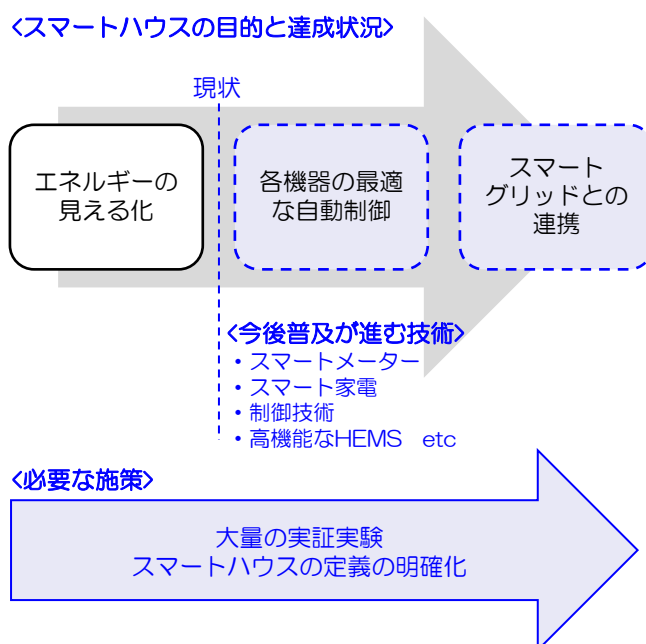 <スマートハウスの目的と達成状況>
現状
エネルギーの
見える化
各機器の最適
な自動制御
スマート
グリッドとの
連携
<今後普及が進む技術>
・スマートメーター
・スマート家電
・制御技術
・高機能なHEMS　etc
<必要な施策>
大量の実証実験
スマートハウスの定義の明確化